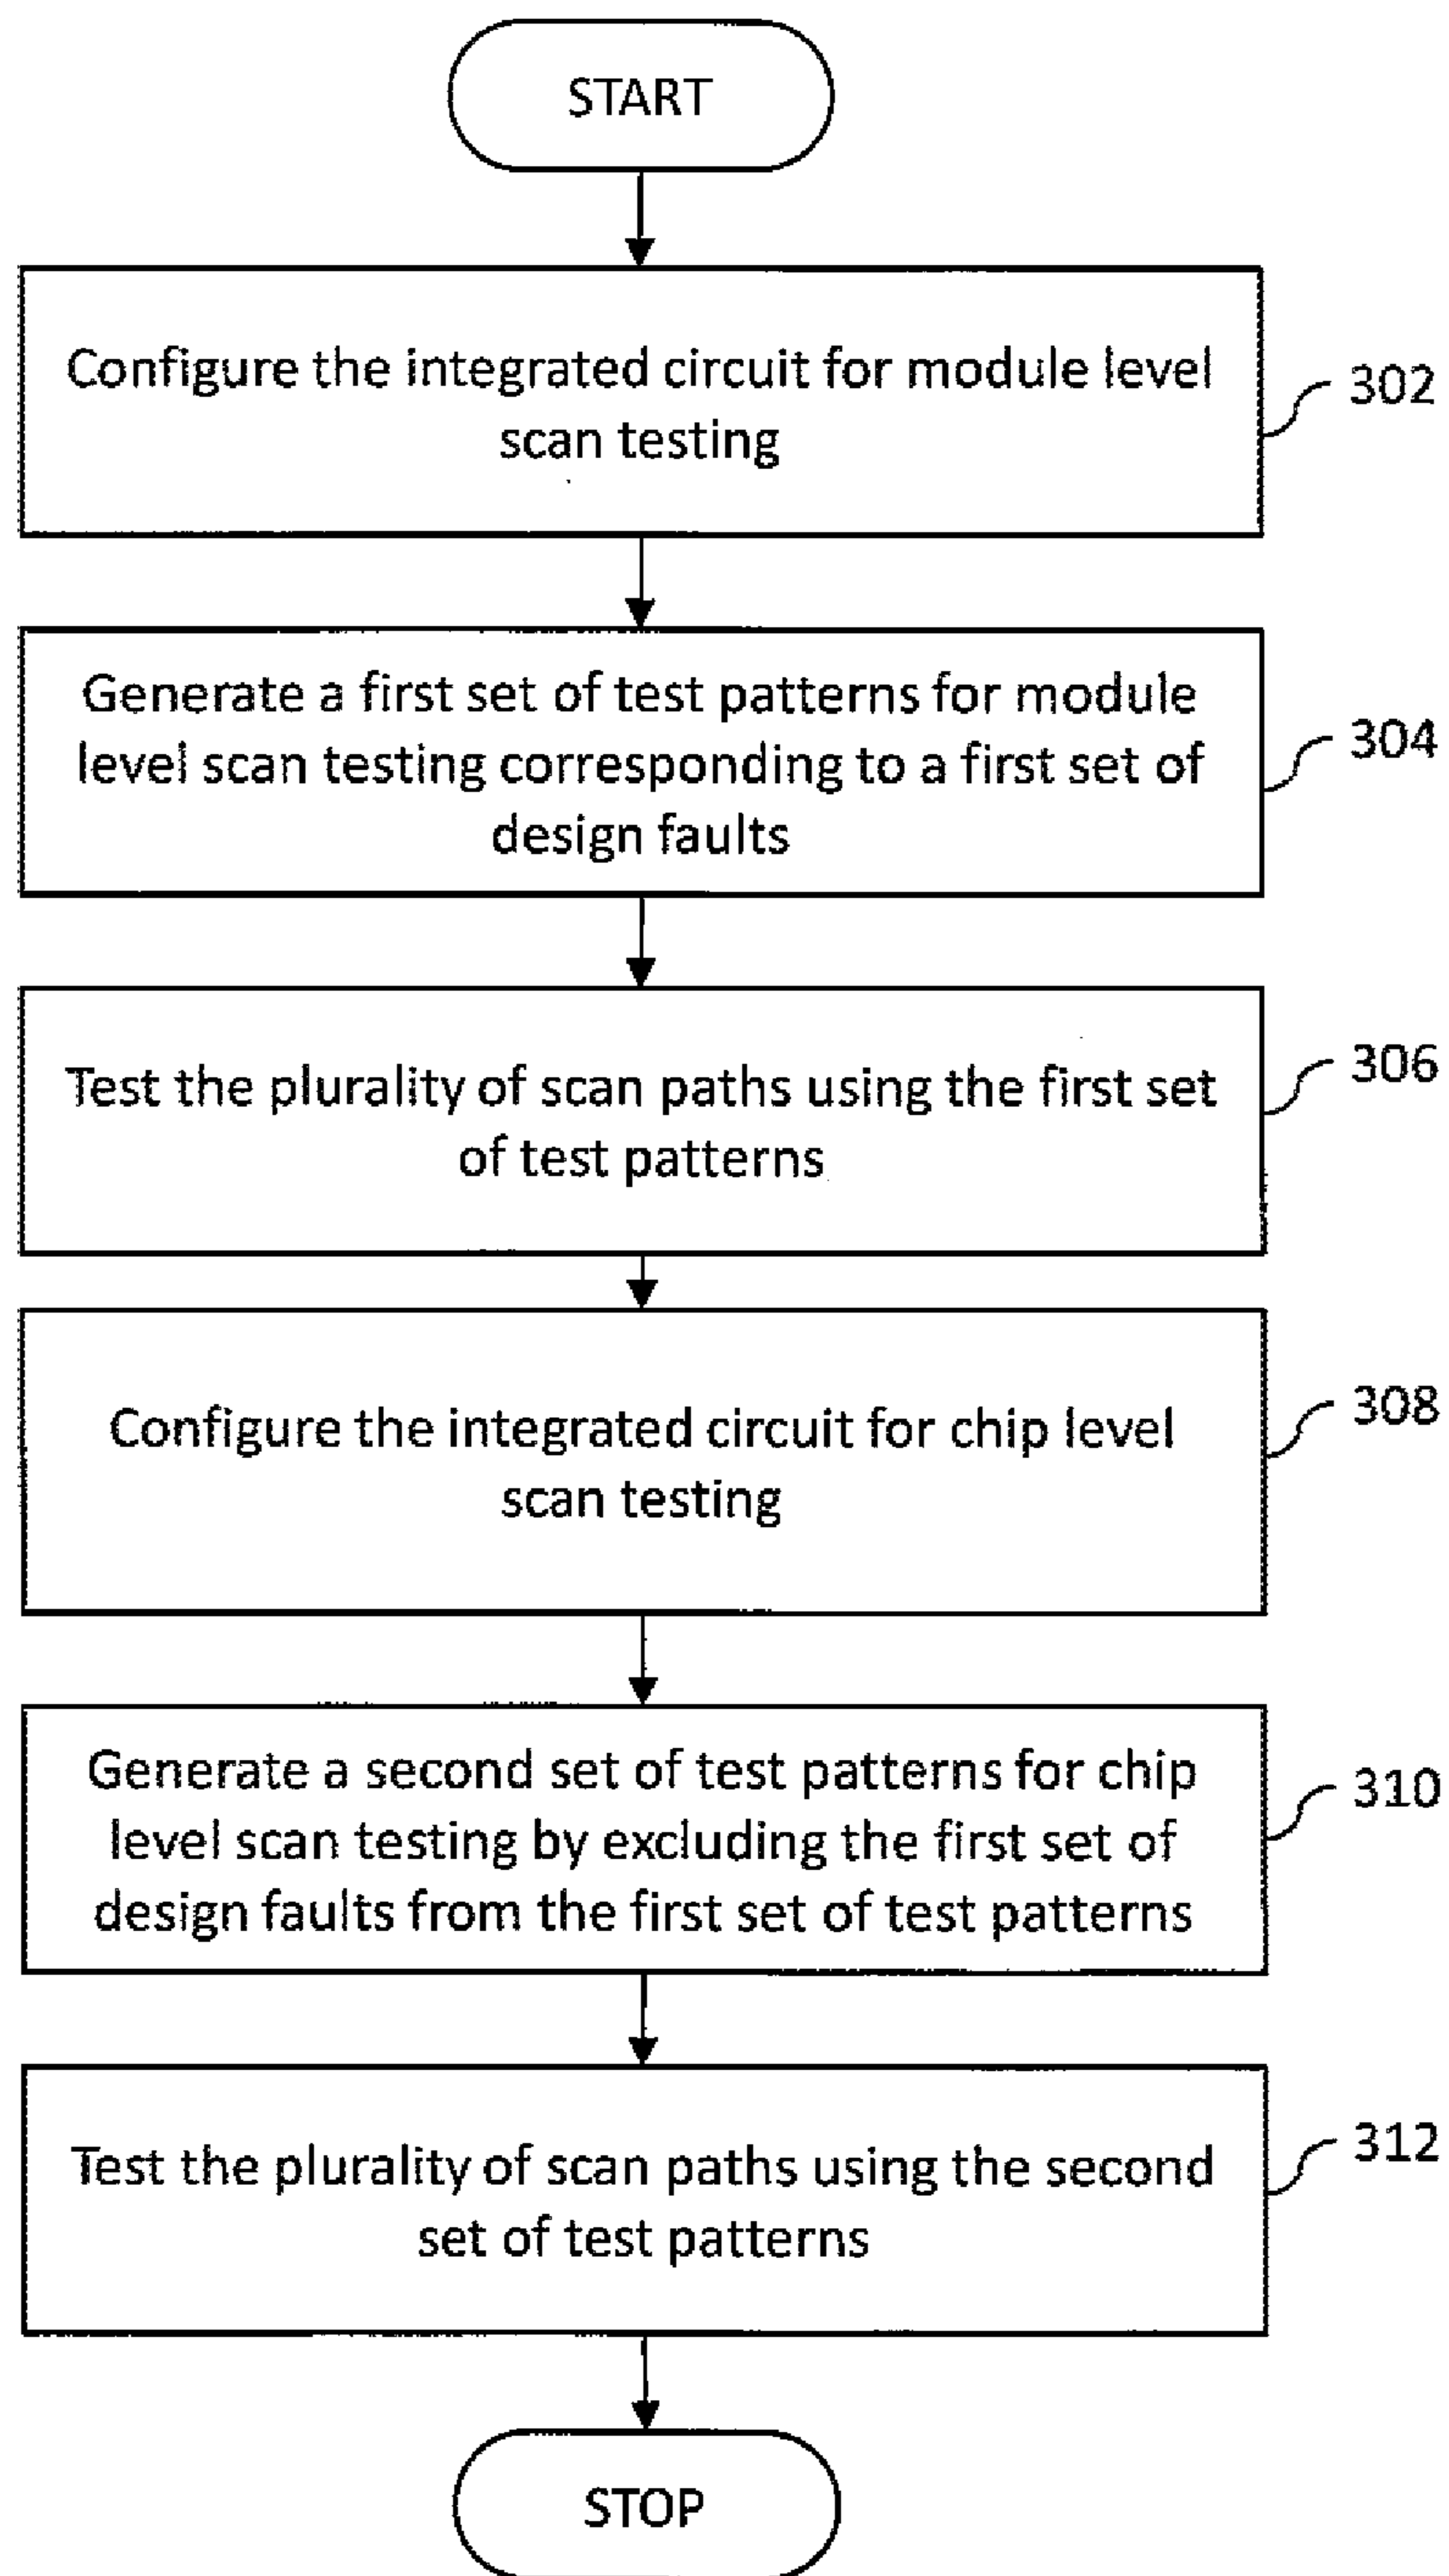 START
Configure the integrated circuit for module level
scan testing
302
Generate a first set of test patterns for module
level scan testing corresponding to a first set of
design faults
304
Test the plurality of scan paths using the first set
of test patterns
306
Configure the integrated circuit for chip level
scan testing
308
Generate a second set of test patterns for chip
level scan testing by excluding the first set of
design faults from the first set of test patterns
310
Test the plurality of scan paths using the second
set of test patterns
312
STOP